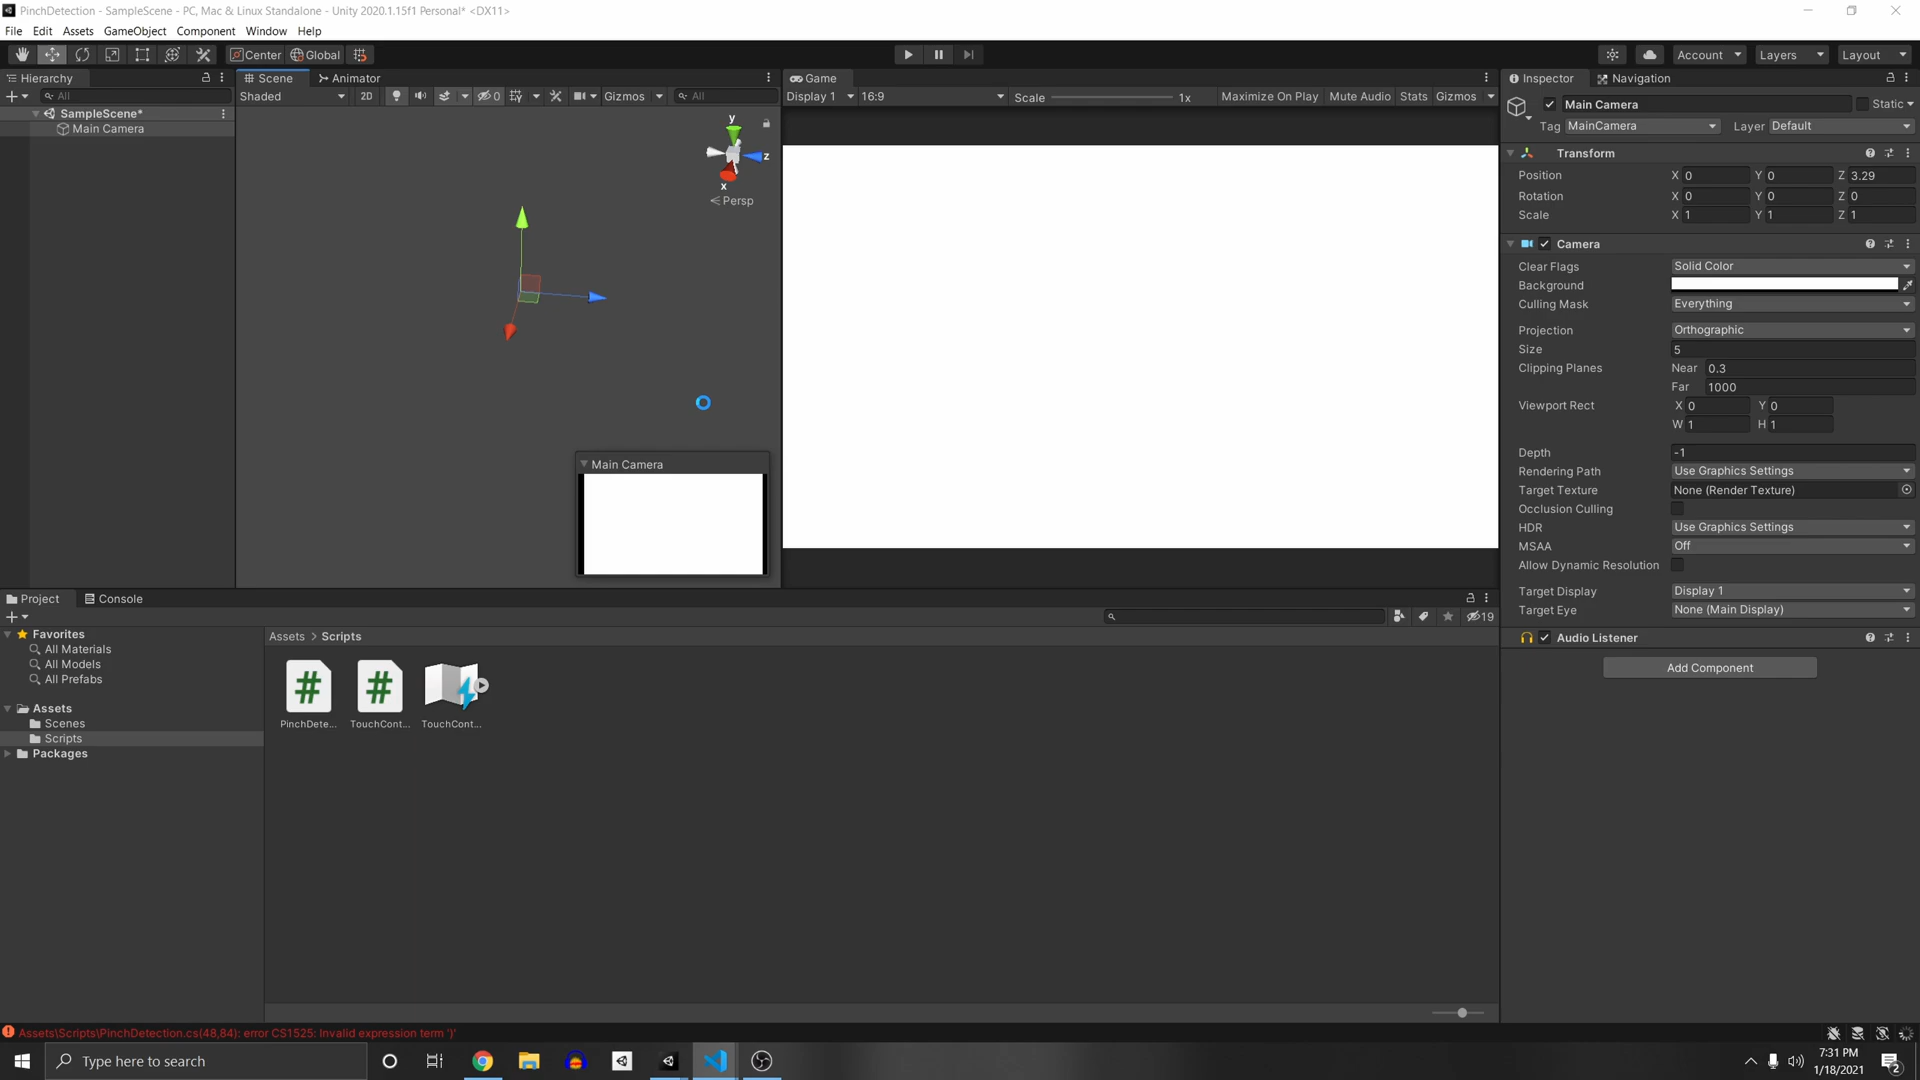 PinchDetection - SampleScene - PC, Mac & Linux Standalone - Unity 2020.1.15f1 Personal* <DX11>
File Edit Assets GameObject Component Window Help
Center Global Account Layers Layout
Hierarchy
All
SampleScene*
Main Camera
Scene Animator
Shaded 2D 0 Gizmos All
y
z
x
Persp
Main Camera
Game
Display 1 16:9 Scale 1x Maximize On Play Mute Audio Stats Gizmos
Inspector Navigation
Main Camera Static
Tag MainCamera Layer Default
Transform
Position X 0 Y 0 Z 3.29
Rotation X 0 Y 0 Z 0
Scale X 1 Y 1 Z 1
Camera
Clear Flags Solid Color
Background
Culling Mask Everything
Projection Orthographic
Size 5
Clipping Planes Near 0.3
Far 1000
Viewport Rect X 0 Y 0
W 1 H 1
Depth -1
Rendering Path Use Graphics Settings
Target Texture None (Render Texture)
Occlusion Culling
HDR Use Graphics Settings
MSAA Off
Allow Dynamic Resolution
Target Display Display 1
Target Eye None (Main Display)
Audio Listener
Add Component
Project Console
19
Favorites
All Materials
All Models
All Prefabs
Assets
Scenes
Scripts
Packages
Assets > Scripts
PinchDete... TouchCont... TouchCont...
Assets\Scripts\PinchDetection.cs(48,84): error CS1525: Invalid expression term ')'
Type here to search
7:31 PM
1/18/2021
2